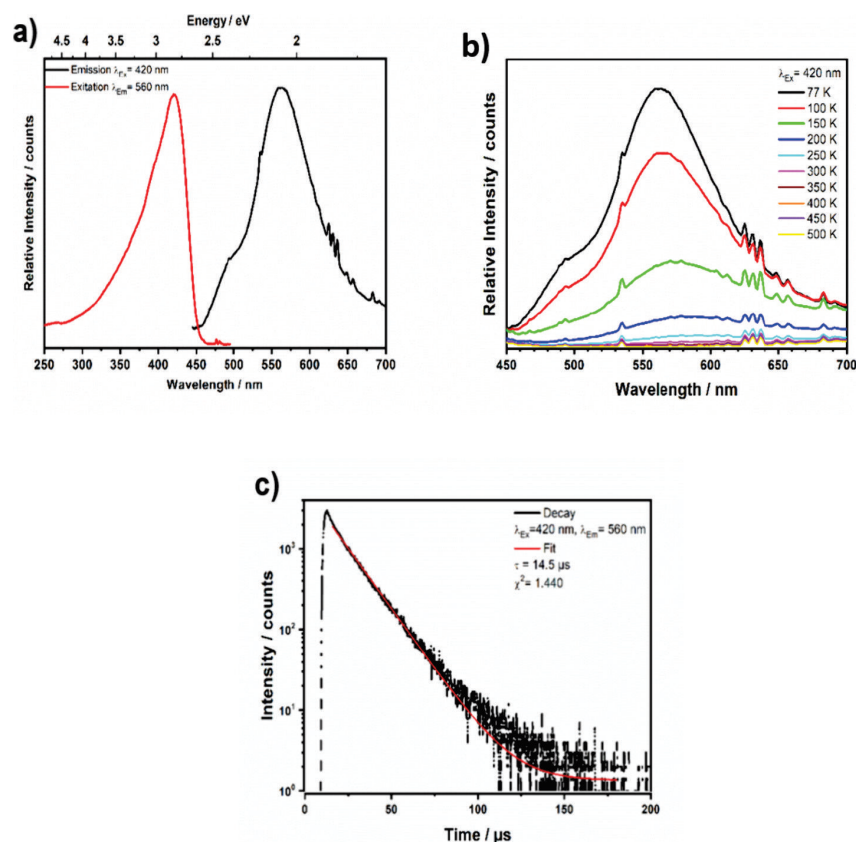 a)
Energy / eV
4.5 4 3.5 3 2.5 2
Emission λEx= 420 nm
Exitation λEm= 560 nm
Relative Intensity / counts
250 300 350 400 450 500 550 600 650 700
Wavelength / nm
b)
λEx= 420 nm
77 K
100 K
150 K
200 K
250 K
300 K
350 K
400 K
450 K
500 K
Relative Intensity / counts
450 500 550 600 650 700
Wavelength / nm
c)
Decay
λEx=420 nm, λEm= 560 nm
Fit
τ = 14.5 µs
χ²= 1.440
Intensity / counts
10³
10²
10¹
10⁰
0 50 100 150 200
Time / µs